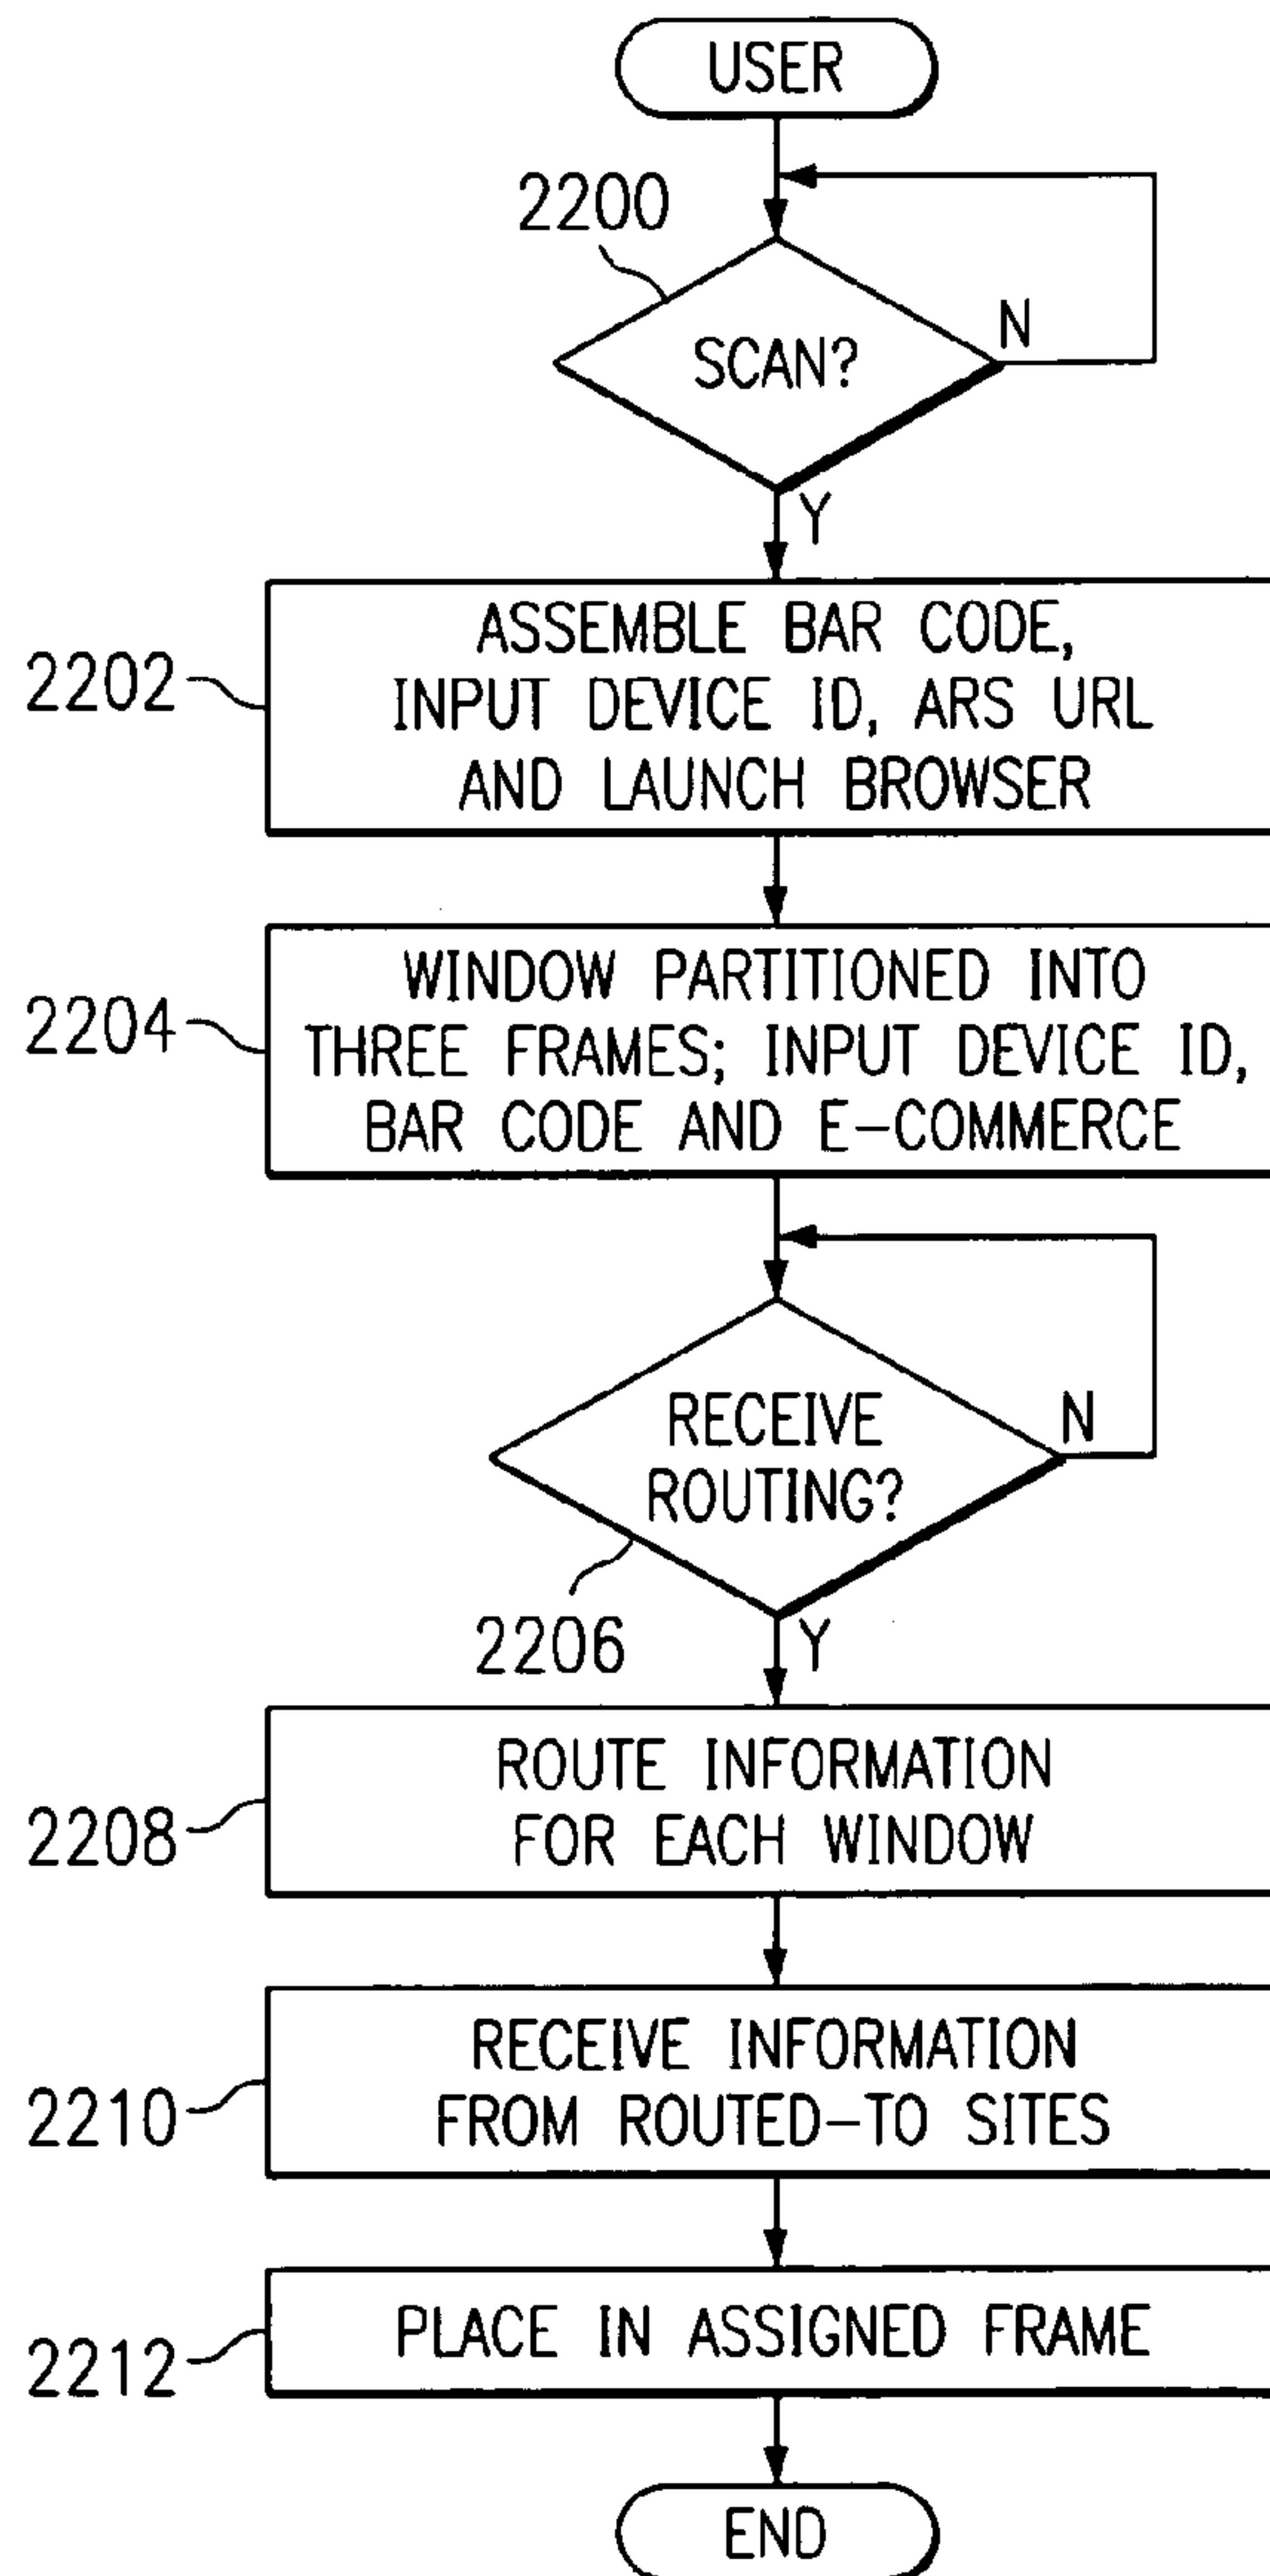 USER
2200
SCAN?
N
Y
2202
ASSEMBLE BAR CODE,
INPUT DEVICE ID, ARS URL
AND LAUNCH BROWSER
2204
WINDOW PARTITIONED INTO
THREE FRAMES; INPUT DEVICE ID,
BAR CODE AND E-COMMERCE
RECEIVE
ROUTING?
N
2206
Y
2208
ROUTE INFORMATION
FOR EACH WINDOW
2210
RECEIVE INFORMATION
FROM ROUTED-TO SITES
2212
PLACE IN ASSIGNED FRAME
END